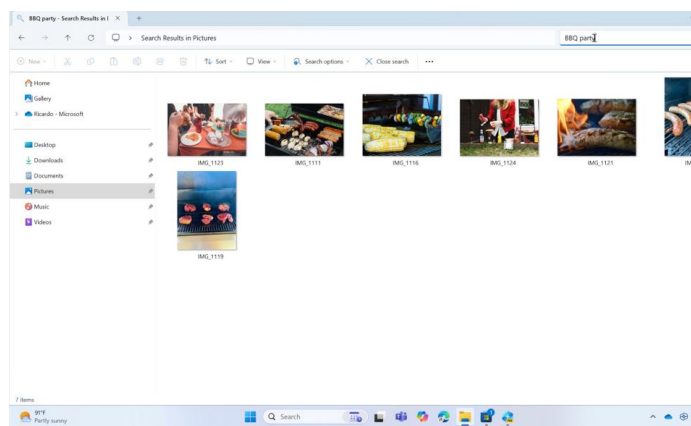 BBQ party - Search Results in
Search Results in Pictures
BBQ party
New
Sort
View
Search options
Close search
Home
Gallery
Ricardo - Microsoft
Desktop
Downloads
Documents
Pictures
Music
Videos
IMG_1123
IMG_1111
IMG_1116
IMG_1124
IMG_1121
IMG_1119
7 items
91°F
Partly sunny
Search